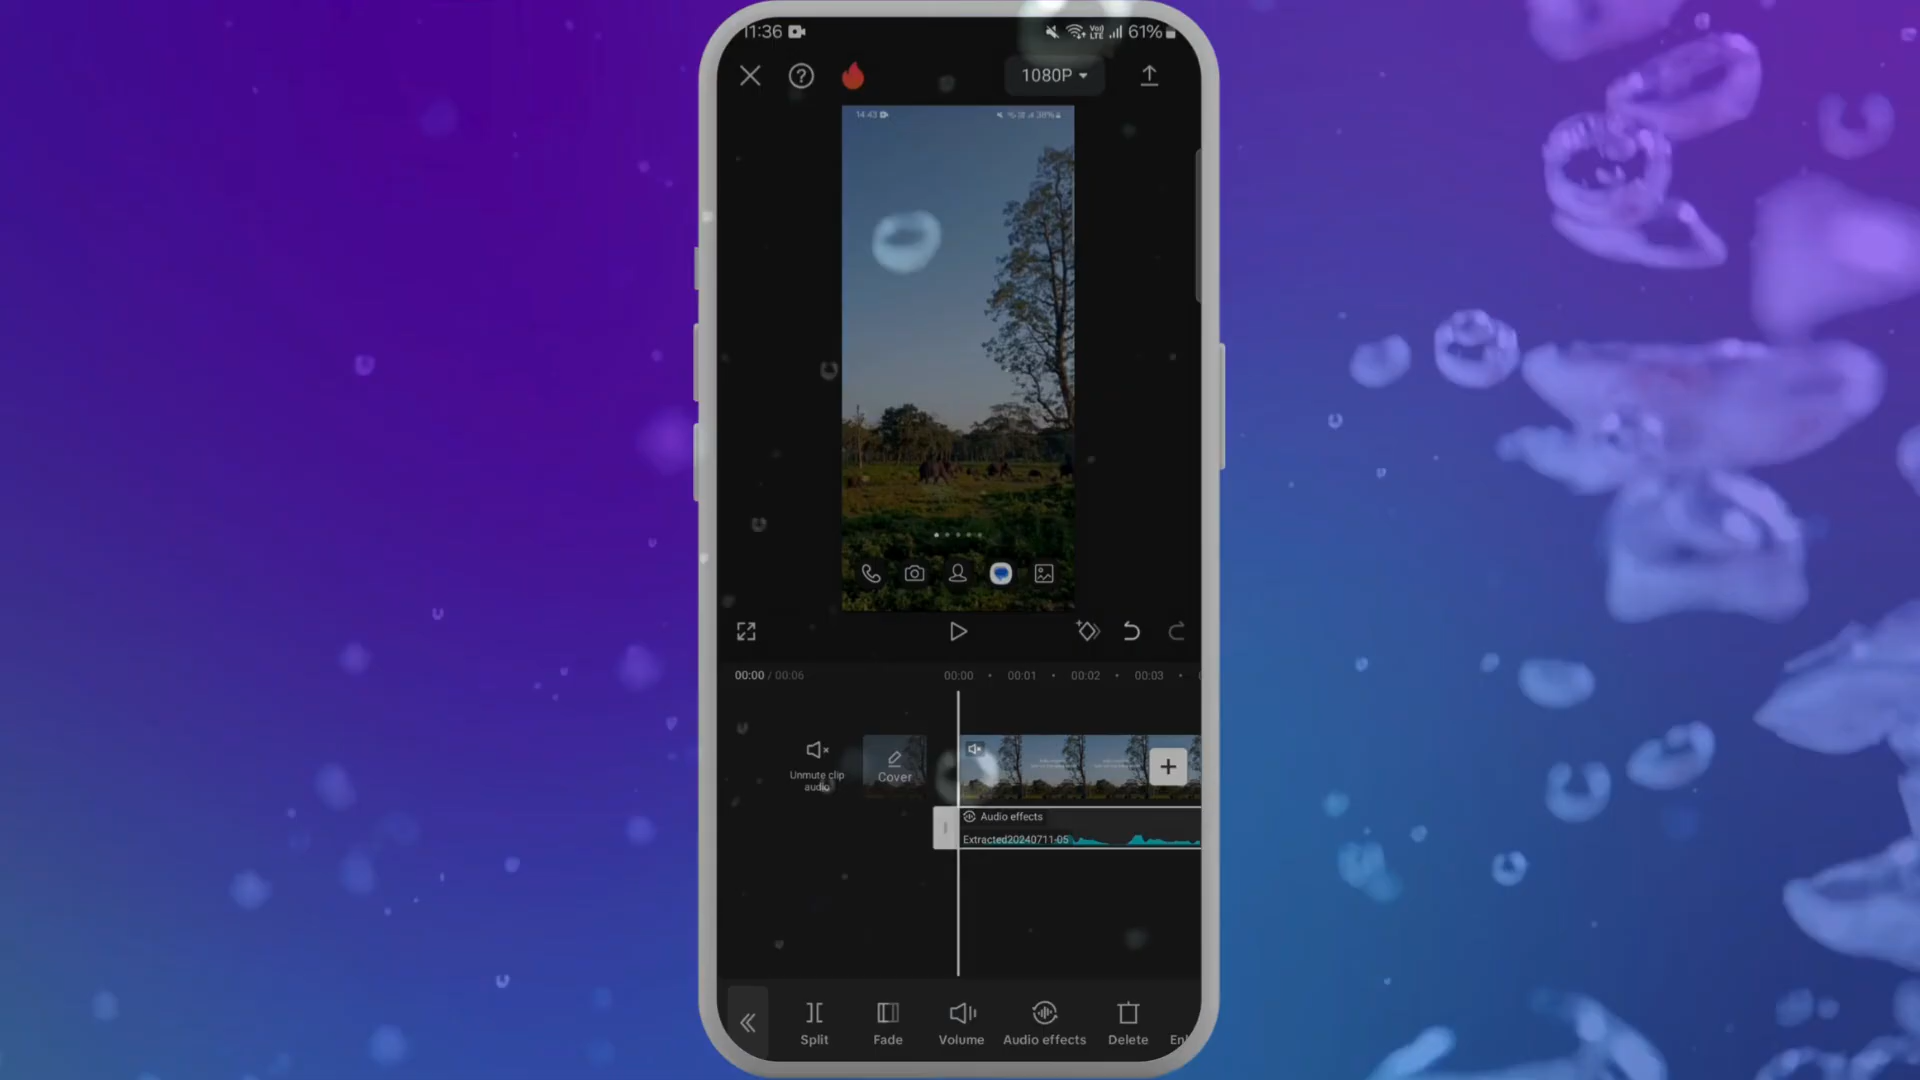 11:36 61%
1080P
14:43 38%
00:00 / 00:06 00:00 00:01 00:02 00:03
Unmute clip
audio
Cover
Audio effects
Extracted20240711-05
Split Fade Volume Audio effects Delete